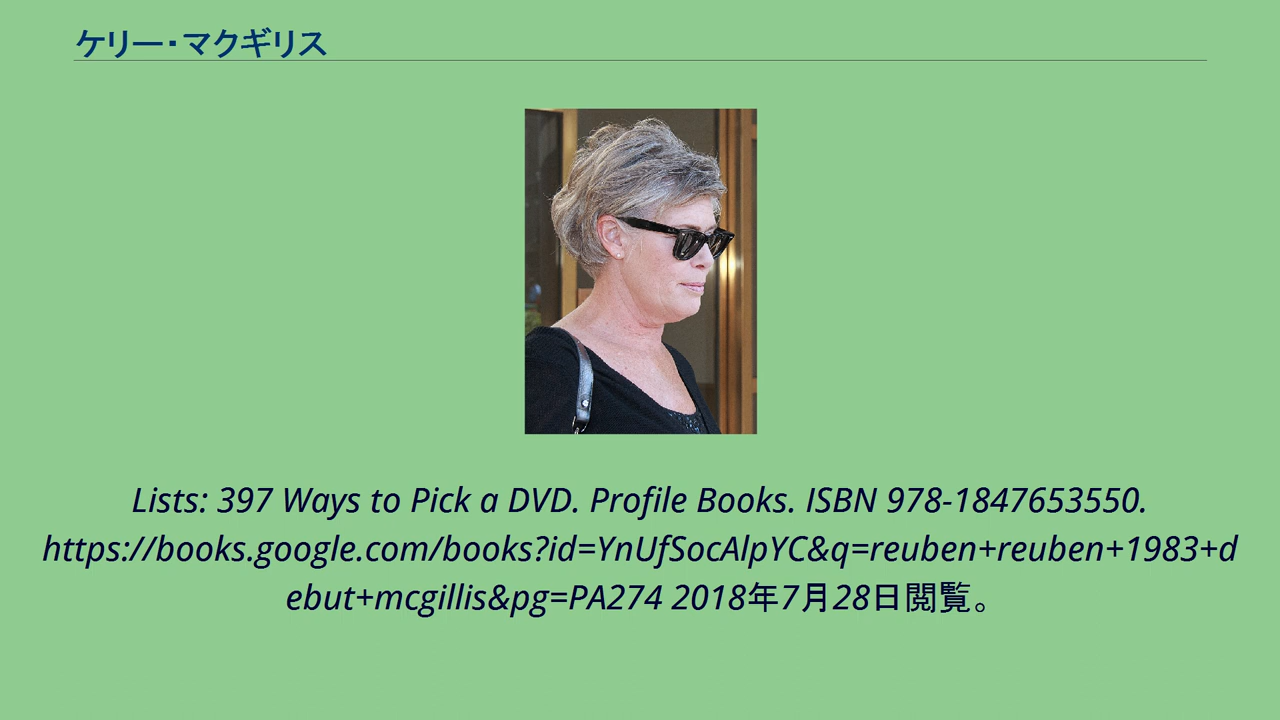 ケリー・マクギリス
Lists: 397 Ways to Pick a DVD. Profile Books. ISBN 978-1847653550.
https://books.google.com/books?id=YnUfSocAlpYC&q=reuben+reuben+1983+d
ebut+mcgillis&pg=PA274 2018年7月28日閲覧。